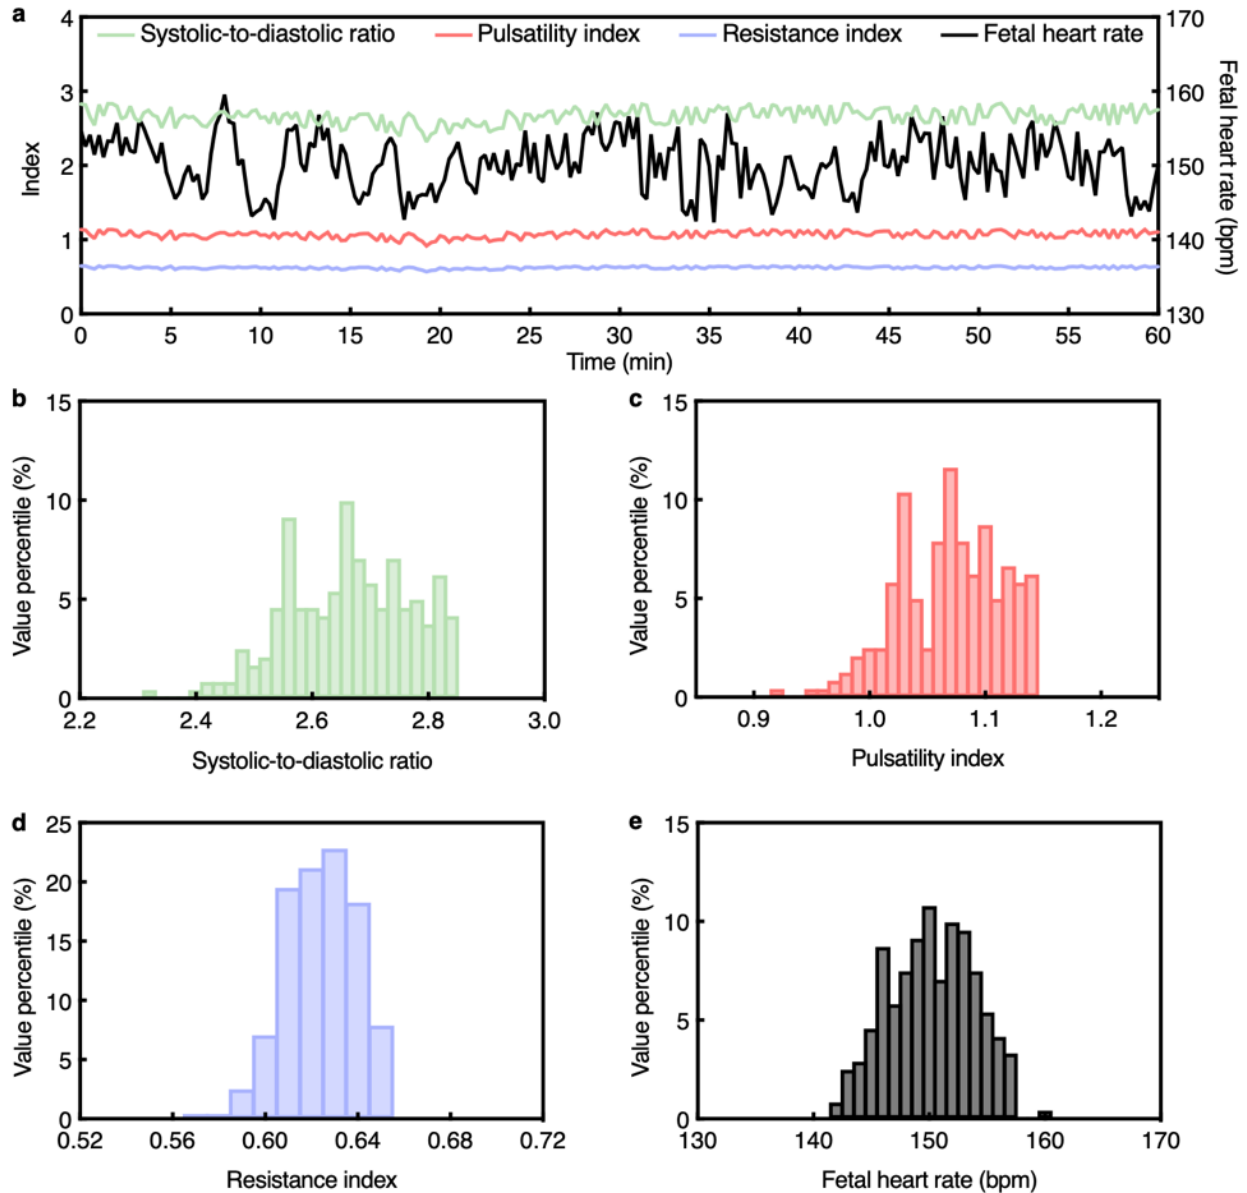 a
Systolic-to-diastolic ratio Pulsatility index Resistance index Fetal heart rate
4
3
2
1
0
Index
170
160
150
140
130
Fetal heart rate (bpm)
0 5 10 15 20 25 30 35 40 45 50 55 60
Time (min)
b
15
10
5
0
Value percentile (%)
2.2 2.4 2.6 2.8 3.0
Systolic-to-diastolic ratio
c
15
10
5
0
Value percentile (%)
0.9 1.0 1.1 1.2
Pulsatility index
d
25
20
15
10
5
0
Value percentile (%)
0.52 0.56 0.60 0.64 0.68 0.72
Resistance index
e
15
10
5
0
Value percentile (%)
130 140 150 160 170
Fetal heart rate (bpm)